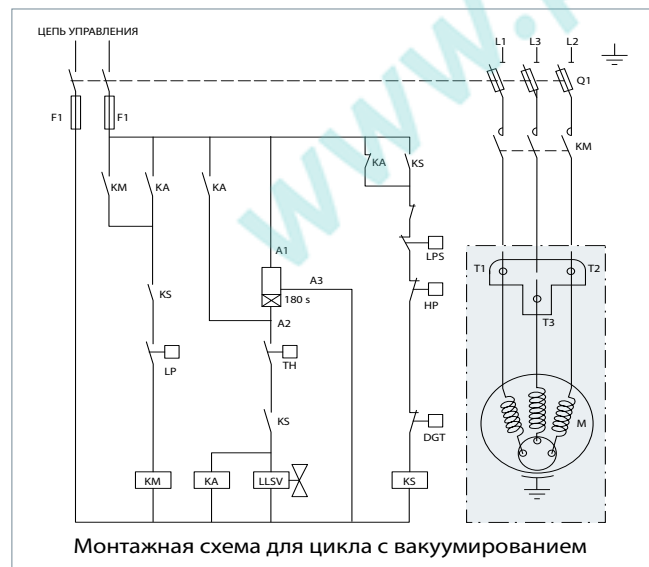 ЦЕПЬ УПРАВЛЕНИЯ
L1 L3 L2
Q1
F1 F1
KM
KA KS
KM KA KA
LPS
A1
A3
KS
180 s
HP
T1 T2
A2
T3
LP
TH
KS
M
DGT
KM KA LLSV KS
Монтажная схема для цикла с вакуумированием
www.